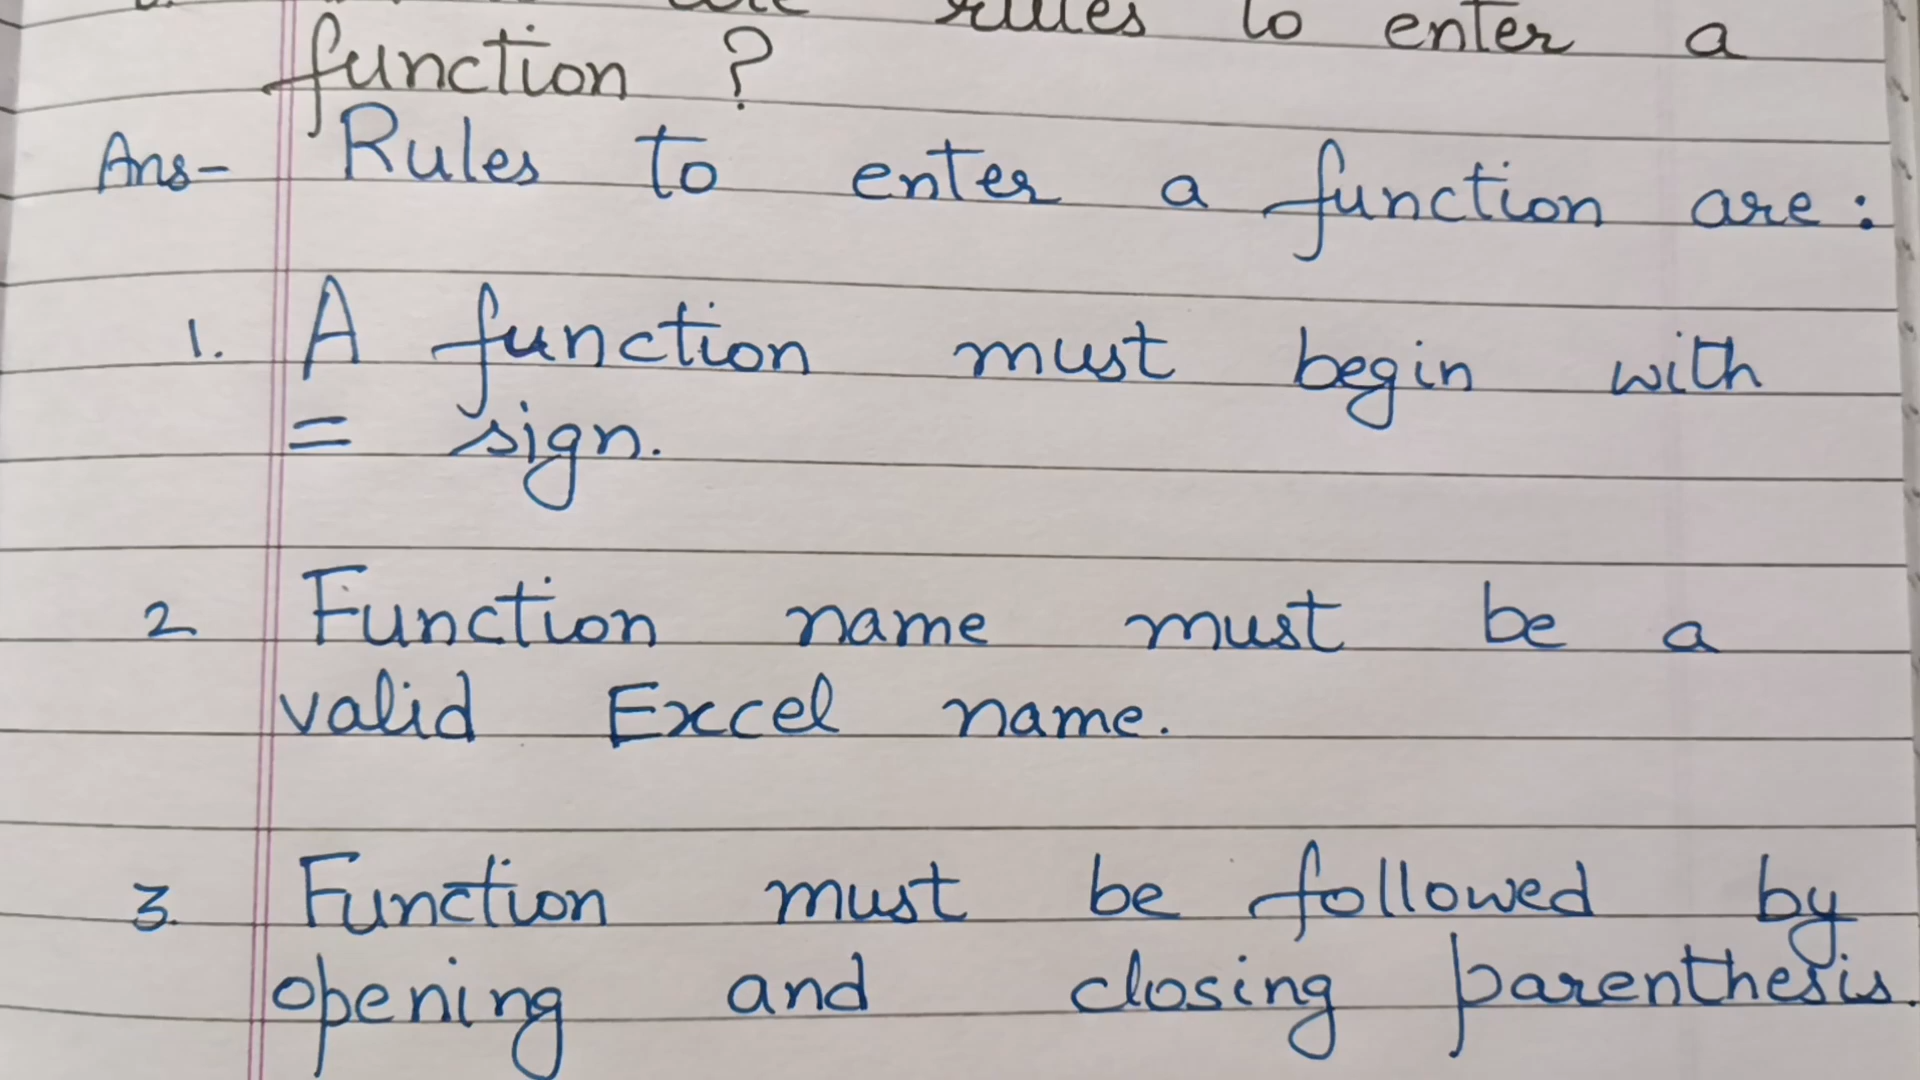 rules to enter a
function ?
Ans- Rules to enter a function are:
1. A function must begin with
= sign.
2 Function name must be a
valid Excel name.
3. Function must be followed by
opening and closing parenthesis.